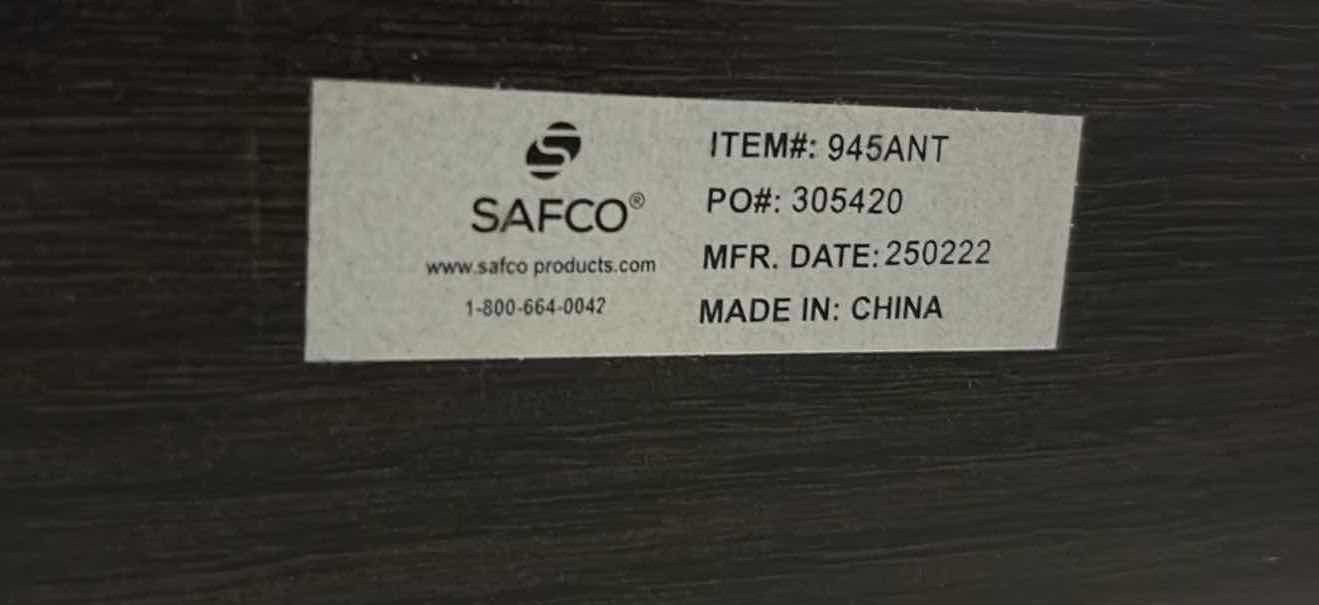 SAFCO®
www.safco products.com
1-800-664-0042
ITEM#: 945ANT
PO#: 305420
MFR. DATE: 250222
MADE IN: CHINA